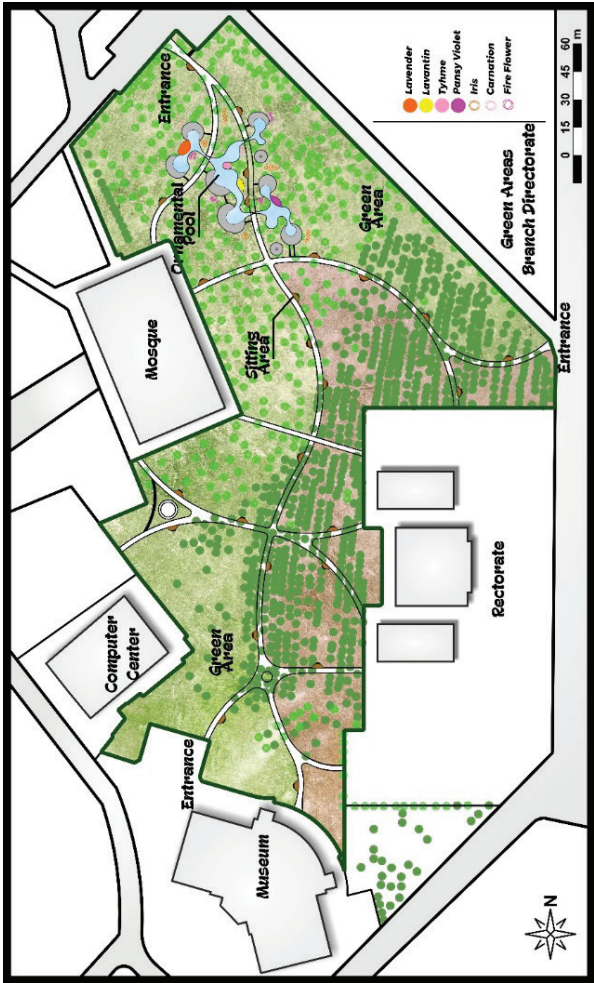 Museum
Entrance
Computer
Center
Green
Area
Mosque
Sitting
Area
Ornamental
Pool
Entrance
Green
Area
Rectorate
Entrance
Green Areas
Branch Directorate
Lavender
Lavantin
Tyhme
Pansy Violet
Iris
Carnation
Fire Flower
0 15 30 45 60 m
N